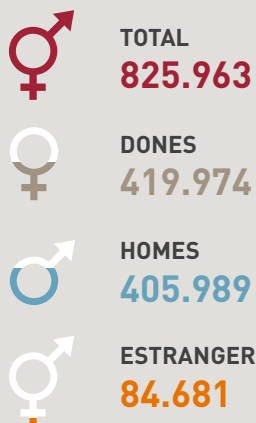 TOTAL
825.963
DONES
419.974
HOMES
405.989
ESTRANGER
84.681